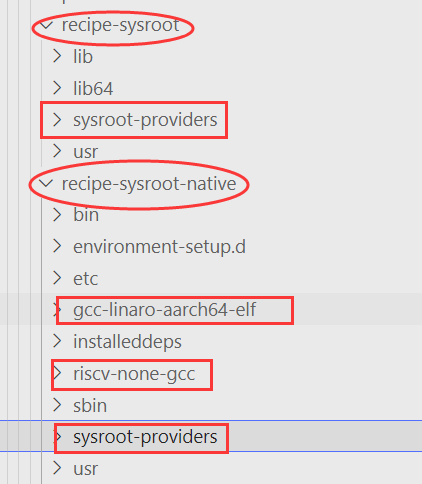 recipe-sysroot
lib
lib64
sysroot-providers
usr
recipe-sysroot-native
bin
environment-setup.d
etc
gcc-linaro-aarch64-elf
installeddeps
riscv-none-gcc
sbin
sysroot-providers
usr